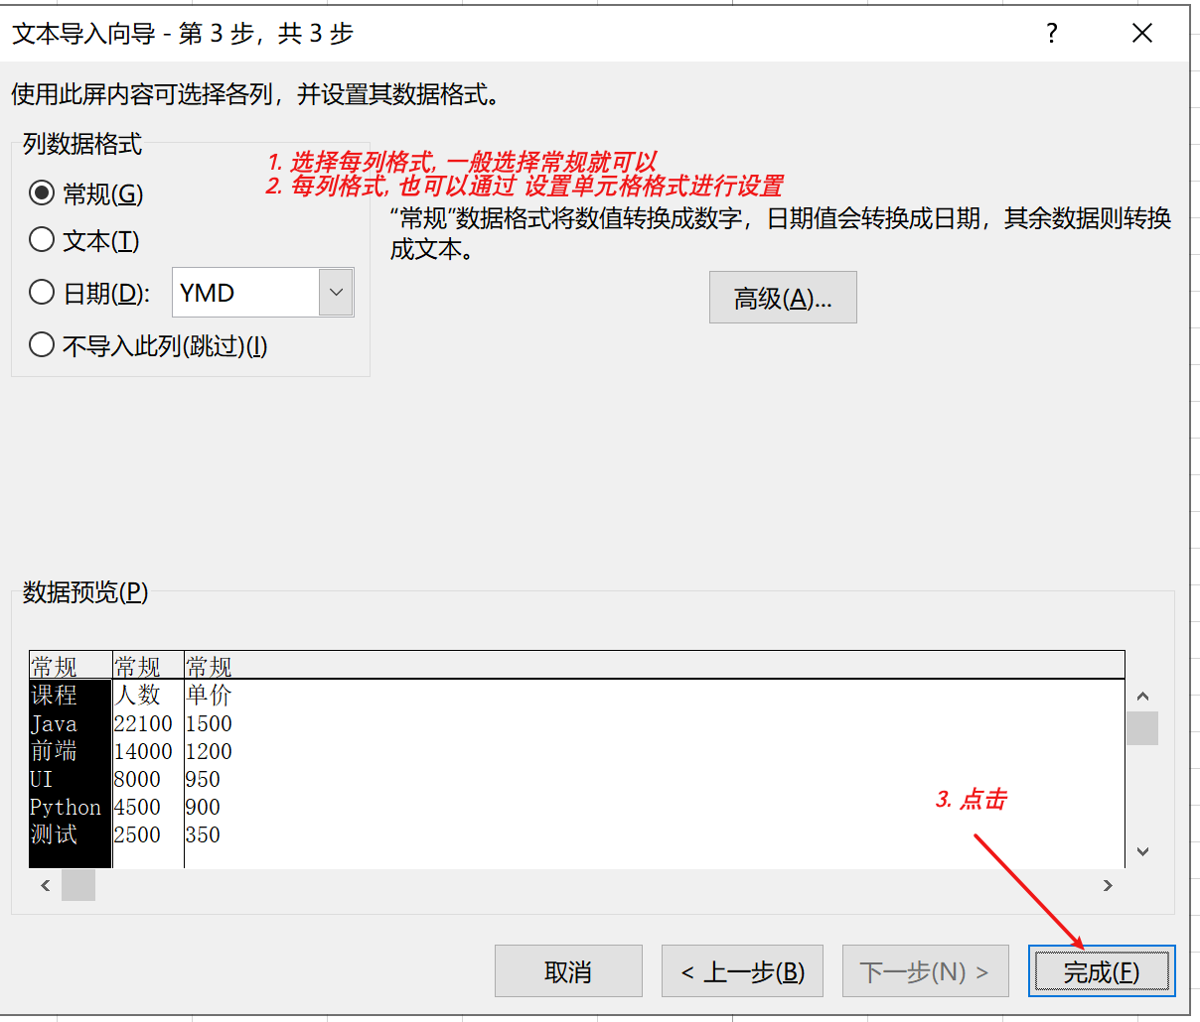 文本导入向导 - 第 3 步，共 3 步
?
使用此屏内容可选择各列，并设置其数据格式。
列数据格式
1. 选择每列格式, 一般选择常规就可以
2. 每列格式, 也可以通过 设置单元格格式进行设置
常规(G)
文本(T)
日期(D):
YMD
不导入此列(跳过)(I)
“常规”数据格式将数值转换成数字，日期值会转换成日期，其余数据则转换
成文本。
高级(A)...
数据预览(P)
常规 常规 常规
课程 人数 单价
Java 22100 1500
前端 14000 1200
UI 8000 950
Python 4500 900
测试 2500 350
3. 点击
取消
< 上一步(B)
下一步(N) >
完成(F)